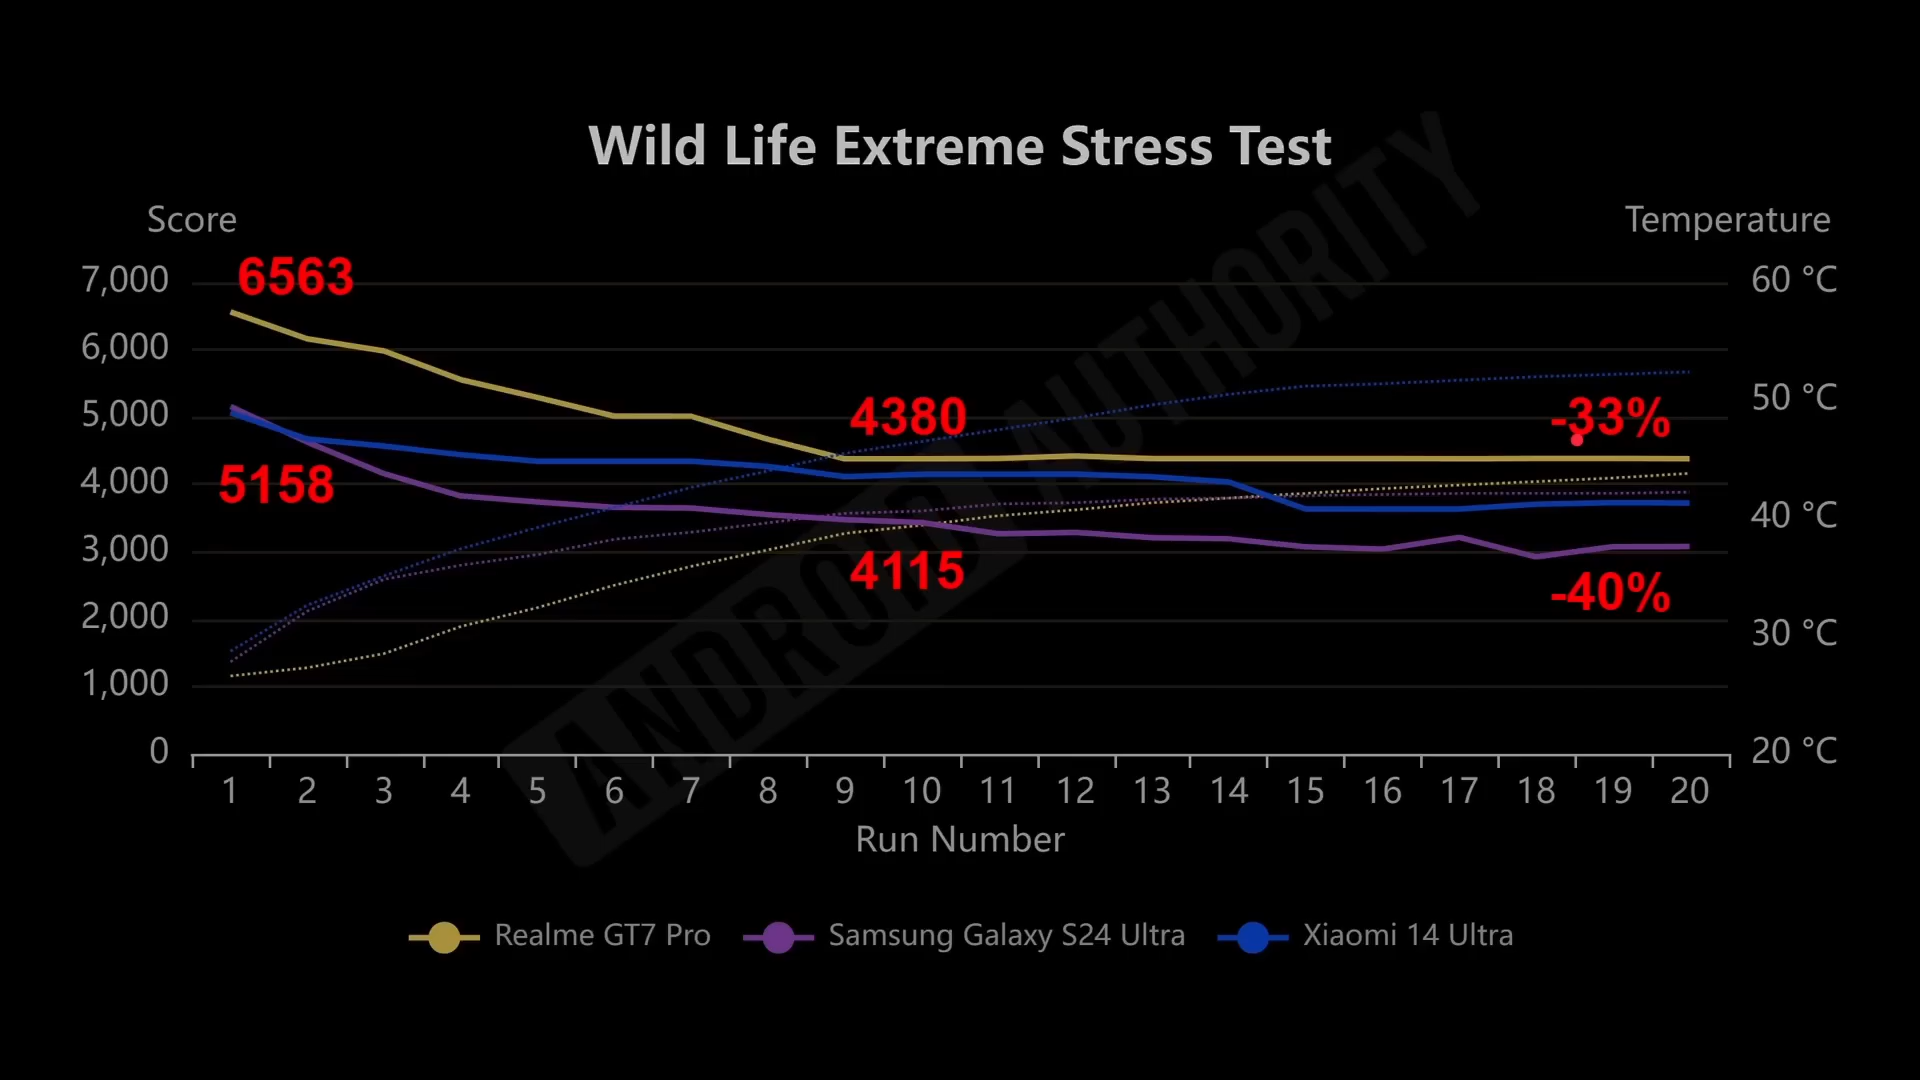 Wild Life Extreme Stress Test
Score
Temperature
7,000
6563
60 °C
6,000
5,000
4380
-33%
50 °C
4,000
5158
40 °C
3,000
4115
-40%
2,000
30 °C
1,000
0
20 °C
1 2 3 4 5 6 7 8 9 10 11 12 13 14 15 16 17 18 19 20
Run Number
Realme GT7 Pro Samsung Galaxy S24 Ultra Xiaomi 14 Ultra
ANDROID AUTHORITY